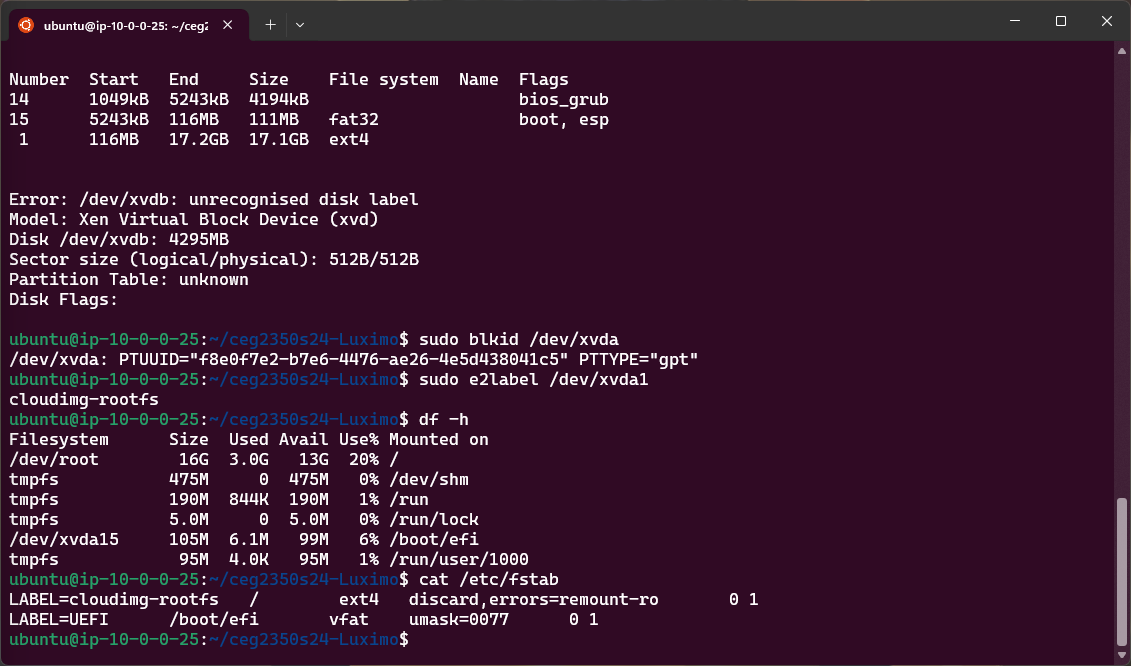 ubuntu@ip-10-0-0-25: ~/ceg2
Number  Start   End     Size    File system  Name  Flags
14      1049kB  5243kB  4194kB                     bios_grub
15      5243kB  116MB   111MB   fat32              boot, esp
 1      116MB   17.2GB  17.1GB  ext4
Error: /dev/xvdb: unrecognised disk label
Model: Xen Virtual Block Device (xvd)
Disk /dev/xvdb: 4295MB
Sector size (logical/physical): 512B/512B
Partition Table: unknown
Disk Flags:
ubuntu@ip-10-0-0-25:~/ceg2350s24-Luximo$ sudo blkid /dev/xvda
/dev/xvda: PTUUID="f8e0f7e2-b7e6-4476-ae26-4e5d438041c5" PTTYPE="gpt"
ubuntu@ip-10-0-0-25:~/ceg2350s24-Luximo$ sudo e2label /dev/xvda1
cloudimg-rootfs
ubuntu@ip-10-0-0-25:~/ceg2350s24-Luximo$ df -h
Filesystem      Size  Used Avail Use% Mounted on
/dev/root        16G  3.0G   13G  20% /
tmpfs           475M     0  475M   0% /dev/shm
tmpfs           190M  844K  190M   1% /run
tmpfs           5.0M     0  5.0M   0% /run/lock
/dev/xvda15     105M  6.1M   99M   6% /boot/efi
tmpfs            95M  4.0K   95M   1% /run/user/1000
ubuntu@ip-10-0-0-25:~/ceg2350s24-Luximo$ cat /etc/fstab
LABEL=cloudimg-rootfs   /        ext4   discard,errors=remount-ro       0 1
LABEL=UEFI      /boot/efi       vfat    umask=0077      0 1
ubuntu@ip-10-0-0-25:~/ceg2350s24-Luximo$